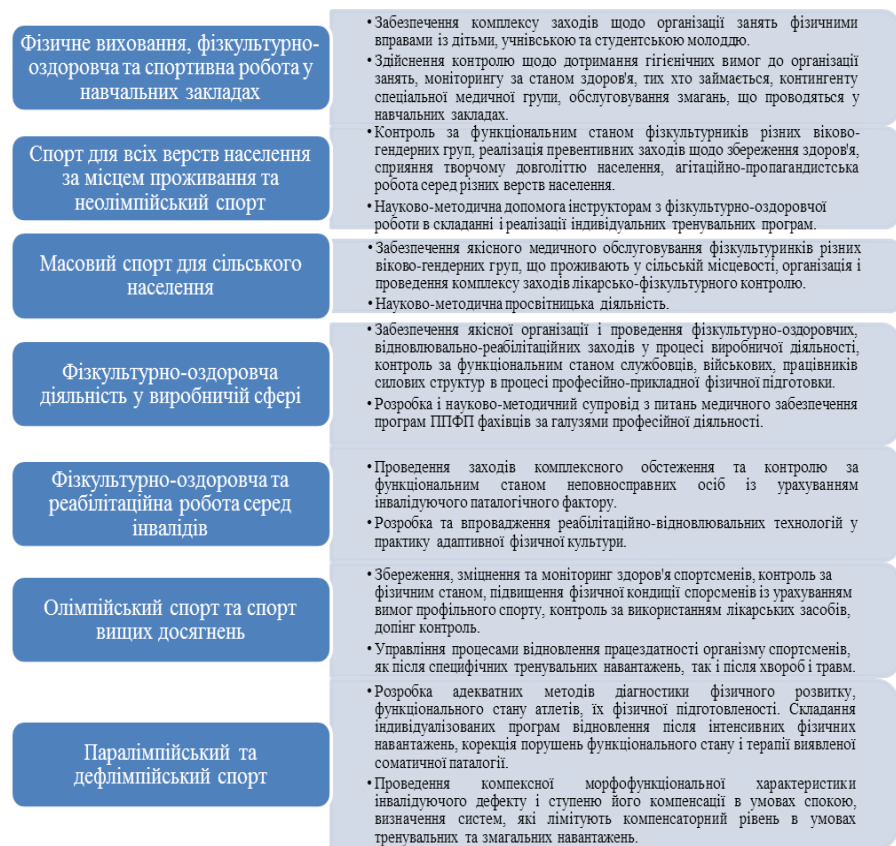 Фізичне виховання, фізкультурно-
оздоровча та спортивна робота у
навчальних закладах
• Забезпечення комплексу заходів щодо організації занять фізичними
вправами із дітьми, учнівською та студентською молоддю.
• Здійснення контролю щодо дотримання гігієнічних вимог до організації
занять, моніторингу за станом здоров'я, тих хто займається, контингенту
спеціальної медичної групи, обслуговування змагань, що проводяться у
навчальних закладах.
Спорт для всіх верств населення
за місцем проживання та
неолімпійский спорт
• Контроль за функціональним станом фізкультурників різних віково-
гендерних груп, реалізація превентивних заходів щодо збереження здоров'я,
сприяння творчому довголіттю населення, агітаційно-пропагандистська
робота серед різних верств населення.
• Науково-методична допомога інструкторам з фізкультурно-оздоровчої
роботи в складанні і реалізації індивідуальних тренувальних програм.
Масовий спорт для сільського
населення
• Забезпечення якісного медичного обслуговування фізкультуринків різних
віково-гендерних груп, що проживають у сільській місцевості, організація і
проведення комплексу заходів лікарсько-фізкультурного контролю.
• Науково-методична просвітницька діяльність.
Фізкультурно-оздоровча
діяльність у виробничій сфері
• Забезпечення якісної організації і проведення фізкультурно-оздоровчих,
відновлювально-реабілітаційних заходів у процесі виробничої діяльності,
контроль за функціональним станом службовців, військових, працівників
силових структур в процесі професійно-прикладної фізичної підготовки.
• Розробка і науково-методичний супровід з питань медичного забезпечення
програм ППФП фахівців за галузями професійної діяльності.
Фізкультурно-оздоровча та
реабілітаційна робота серед
інвалідів
• Проведення заходів комплексного обстеження та контролю за
функціональним станом неповносправних осіб із урахуванням
інвалідуючого паталогічного фактору.
• Розробка та впровадження реабілітаційно-відновлювальних технологій у
практику адаптивної фізичної культури.
Олімпійський спорт та спорт
вищих досягнень
• Збереження, зміцнення та моніторинг здоров'я спортсменів, контроль за
фізичним станом, підвищення фізичної кондиції спорсменів із урахуванням
вимог профільного спорту, контроль за використанням лікарських засобів,
допінг контроль.
• Управління процесами відновлення працездатності організму спортсменів,
як після специфічних тренувальних навантажень, так і після хвороб і травм.
Паралімпійський та
дефлімпійський спорт
• Розробка адекватних методів діагностики фізичного розвитку,
функціонального стану атлетів, їх фізичної підготовленості. Складання
індивідуалізованих програм відновлення після інтенсивних фізичних
навантажень, корекція порушень функціонального стану і терапії виявленої
соматичної паталогії.
• Проведення компексної морфофункціональної характеристики
інвалідуючого дефекту і ступеню його компенсації в умовах спокою,
визначення систем, які лімітують компенсаторний рівень в умовах
тренувальних та змагальних навантажень.